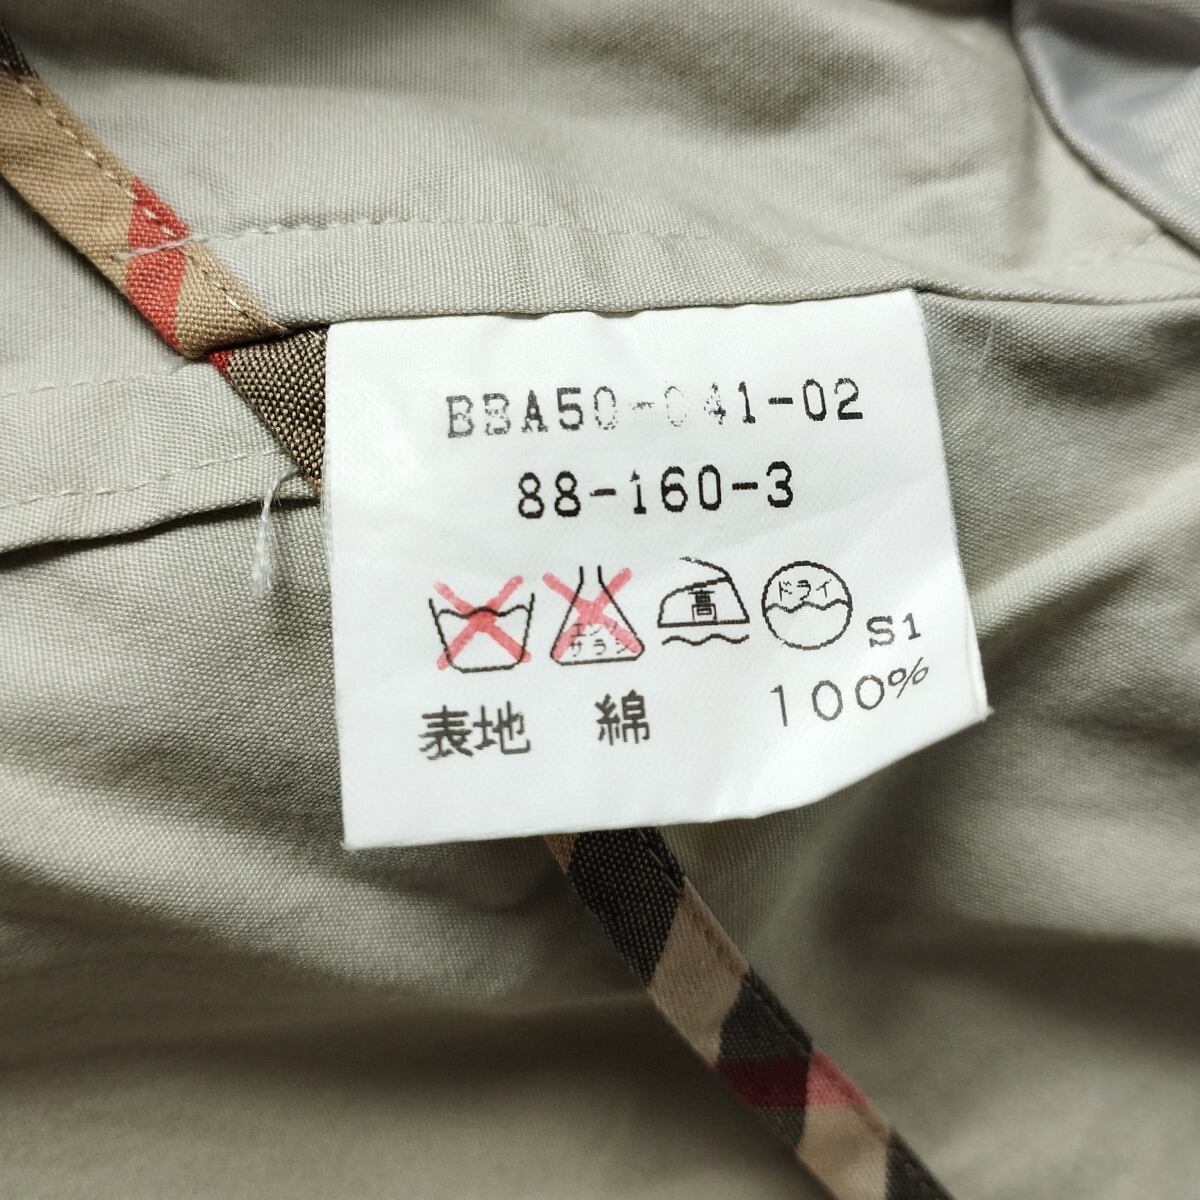 BBA50-041-02
88-160-3
エンソ サラシ 高 ドライ S1
表地 綿 100%